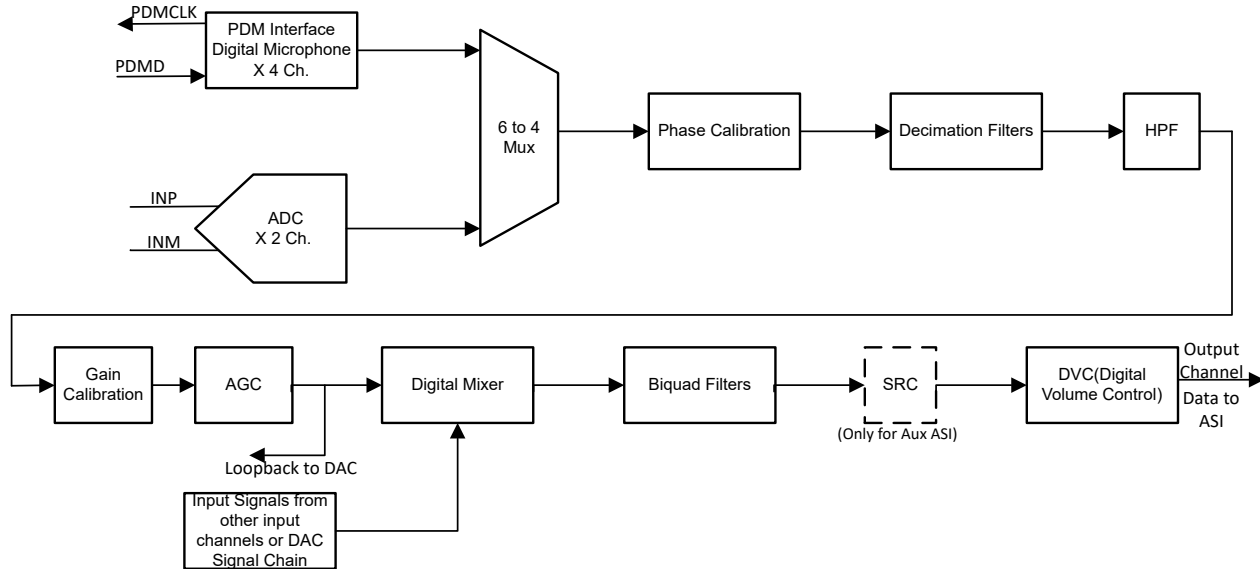 PDMCLK
PDM Interface
Digital Microphone
X 4 Ch.
PDMD
6 to 4
Mux
Phase Calibration
Decimation Filters
HPF
INP
INM
ADC
X 2 Ch.
Gain
Calibration
AGC
Digital Mixer
Biquad Filters
SRC
(Only for Aux ASI)
DVC(Digital
Volume Control)
Output
Channel
Data to
ASI
Loopback to DAC
Input Signals from
other input
channels or DAC
Signal Chain